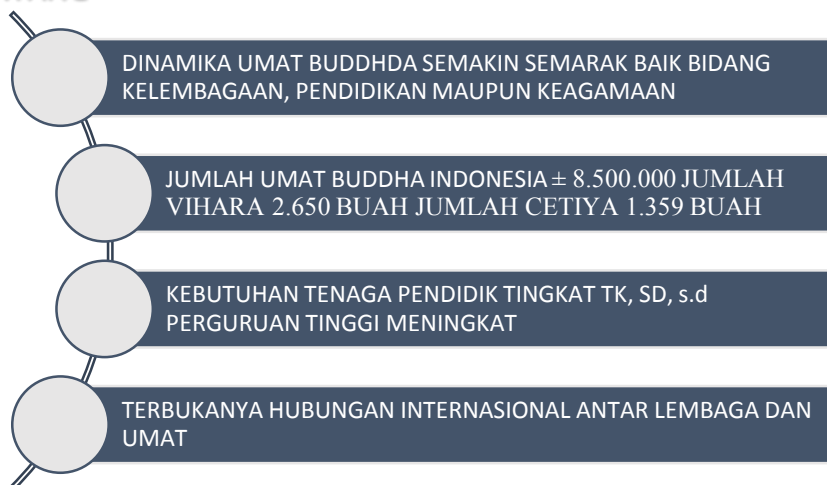 DINAMIKA UMAT BUDDHDA SEMAKIN SEMARAK BAIK BIDANG
KELEMBAGAAN, PENDIDIKAN MAUPUN KEAGAMAAN
JUMLAH UMAT BUDDHA INDONESIA ± 8.500.000 JUMLAH
VIHARA 2.650 BUAH JUMLAH CETIYA 1.359 BUAH
KEBUTUHAN TENAGA PENDIDIK TINGKAT TK, SD, s.d
PERGURUAN TINGGI MENINGKAT
TERBUKANYA HUBUNGAN INTERNASIONAL ANTAR LEMBAGA DAN
UMAT